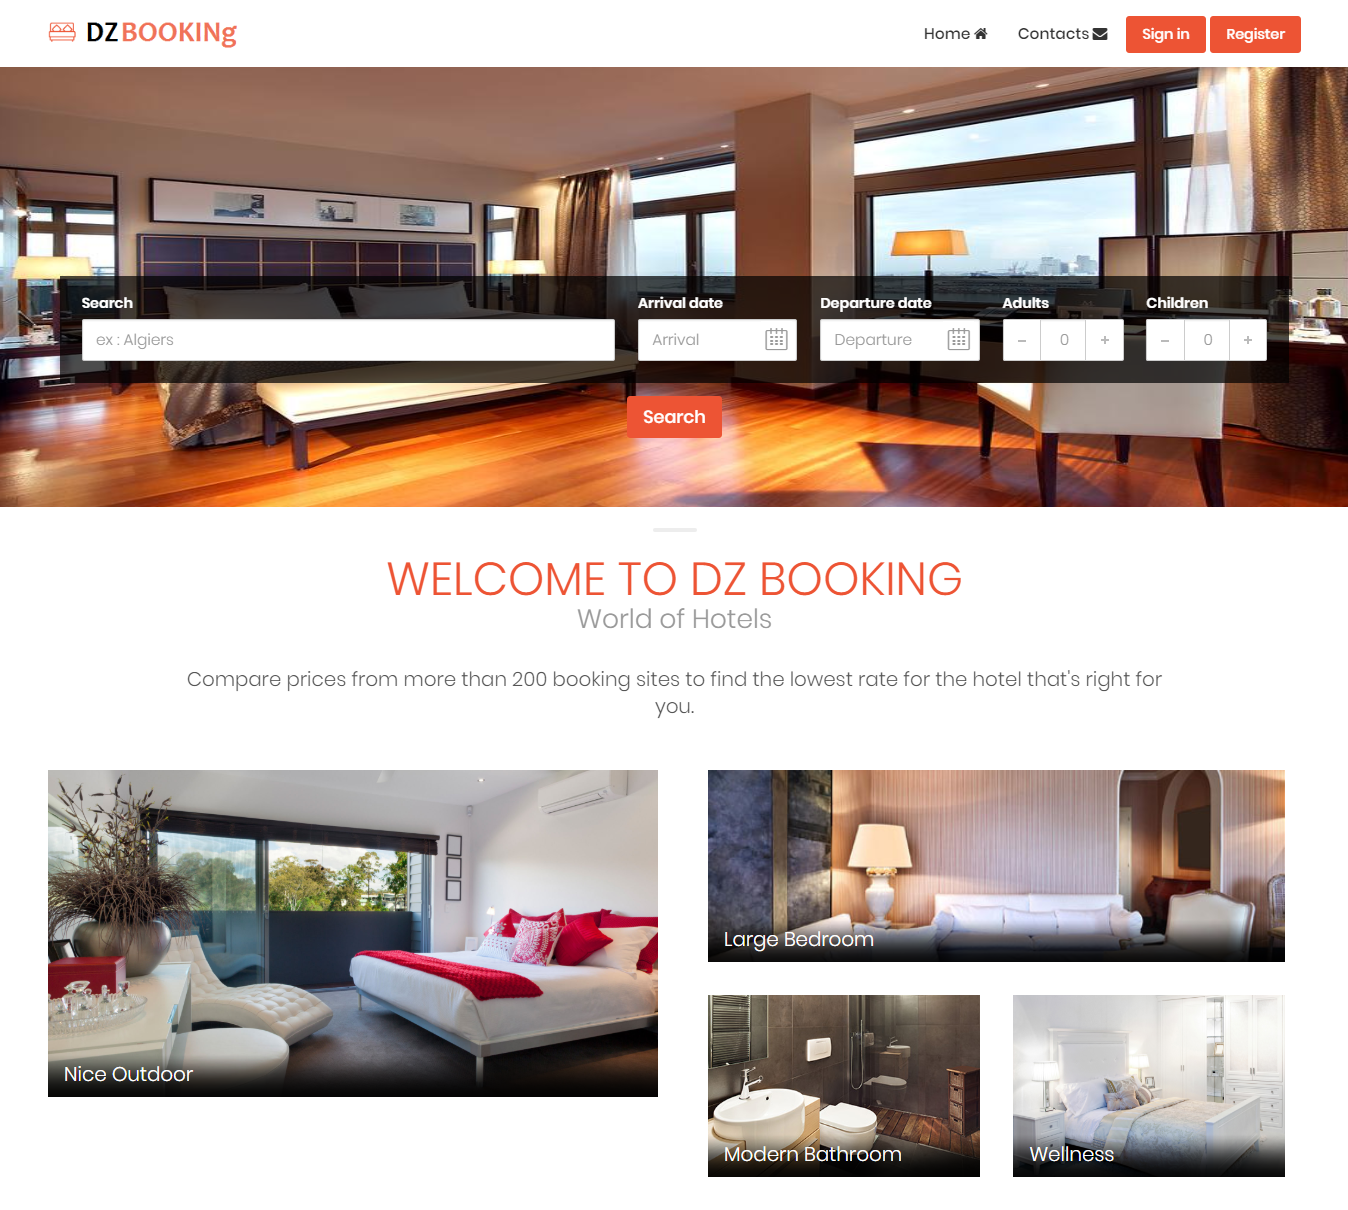 DZBOOKINg
Home
Contacts
Sign in
Register
Search
Arrival date
Departure date
Adults
Children
ex : Algiers
Arrival
Departure
− 0 +
− 0 +
Search
WELCOME TO DZ BOOKING
World of Hotels
Compare prices from more than 200 booking sites to find the lowest rate for the hotel that's right for
you.
Large Bedroom
Nice Outdoor
Modern Bathroom
Wellness